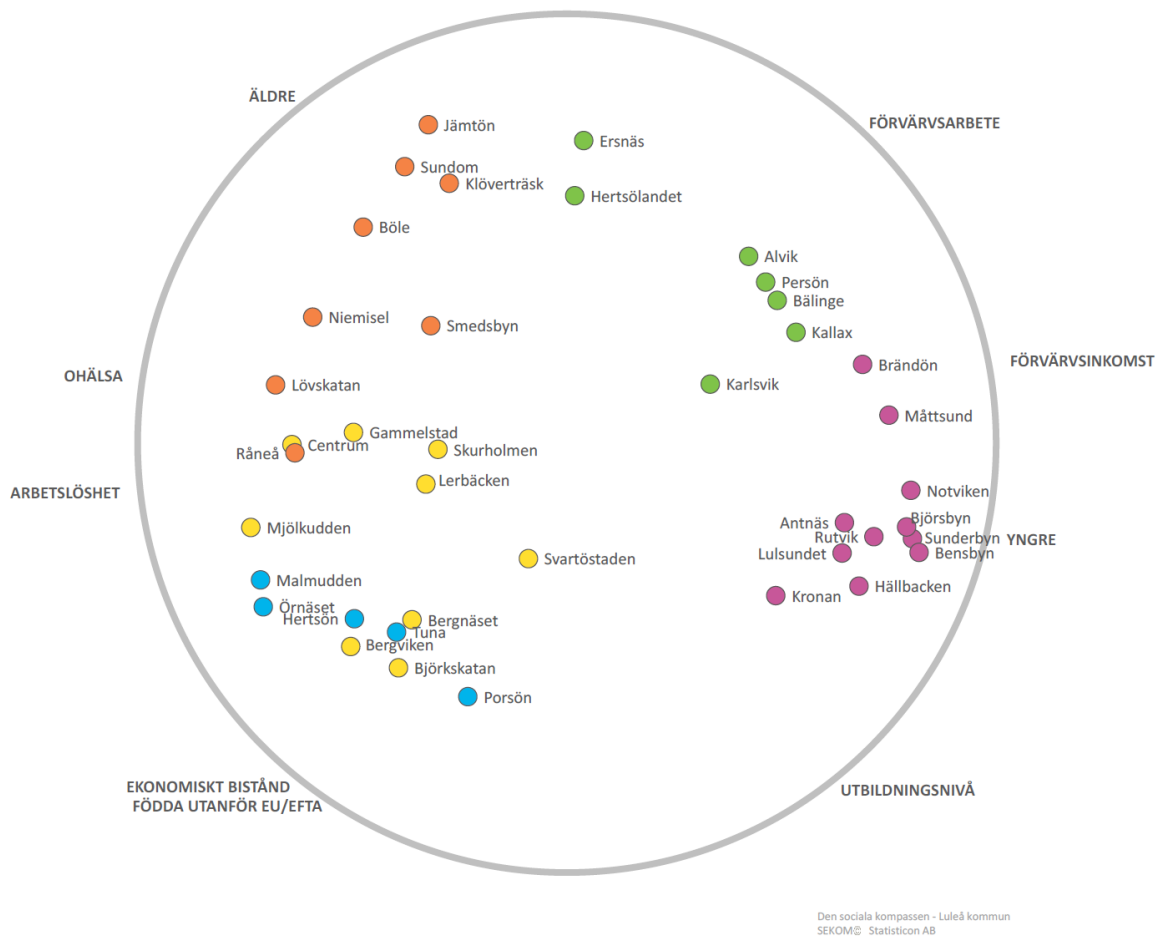 ÄLDRE
FÖRVÄRVSARBETE
Jämtön
Ersnäs
Sundom
Klöverträsk
Hertsölandet
Böle
Alvik
Persön
Bälinge
Niemisel
Smedsbyn
Kallax
FÖRVÄRVSINKOMST
Brändön
OHÄLSA
Lövskatan
Karlsvik
Måttsund
Gammelstad
Centrum
Råneå
Skurholmen
Lerbäcken
ARBETSLÖSHET
Notviken
Mjölkudden
Antnäs
Björsbyn
Rutvik
Sunderbyn
YNGRE
Lulsundet
Bensbyn
Svartöstaden
Malmudden
Hällbacken
Kronan
Örnäset
Hertsön
Bergnäset
Tuna
Bergviken
Björkskatan
Porsön
EKONOMISKT BISTÅND
FÖDDA UTANFÖR EU/EFTA
UTBILDNINGSNIVÅ
Den sociala kompassen - Luleå kommun
SEKOM© Statisticon AB